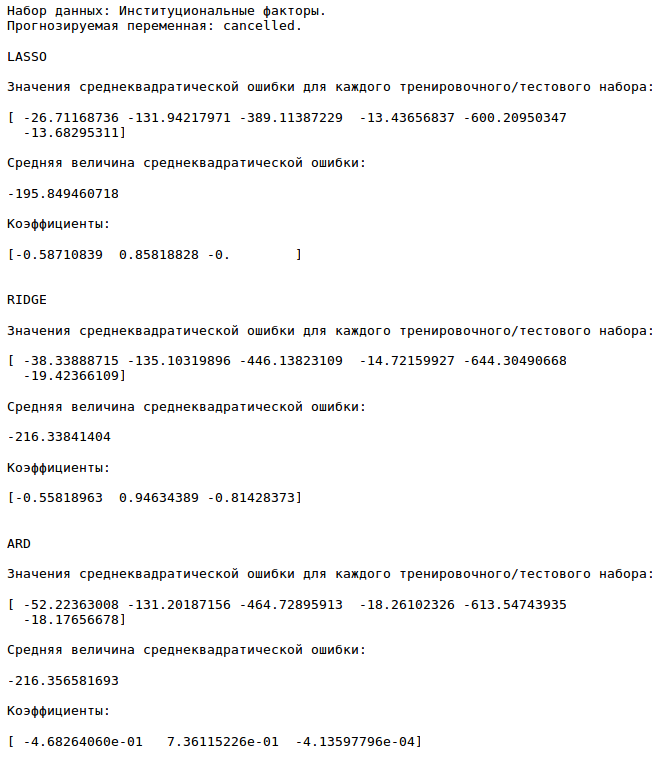 Набор данных: Институциональные факторы.
Прогнозируемая переменная: cancelled.
LASSO
Значения среднеквадратической ошибки для каждого тренировочного/тестового набора:
[ -26.71168736 -131.94217971 -389.11387229  -13.43656837 -600.20950347
  -13.68295311]
Средняя величина среднеквадратической ошибки:
-195.849460718
Коэффициенты:
[-0.58710839  0.85818828 -0.        ]
RIDGE
Значения среднеквадратической ошибки для каждого тренировочного/тестового набора:
[ -38.33888715 -135.10319896 -446.13823109  -14.72159927 -644.30490668
  -19.42366109]
Средняя величина среднеквадратической ошибки:
-216.33841404
Коэффициенты:
[-0.55818963  0.94634389 -0.81428373]
ARD
Значения среднеквадратической ошибки для каждого тренировочного/тестового набора:
[ -52.22363008 -131.20187156 -464.72895913  -18.26102326 -613.54743935
  -18.17656678]
Средняя величина среднеквадратической ошибки:
-216.356581693
Коэффициенты:
[ -4.68264060e-01   7.36115226e-01  -4.13597796e-04]